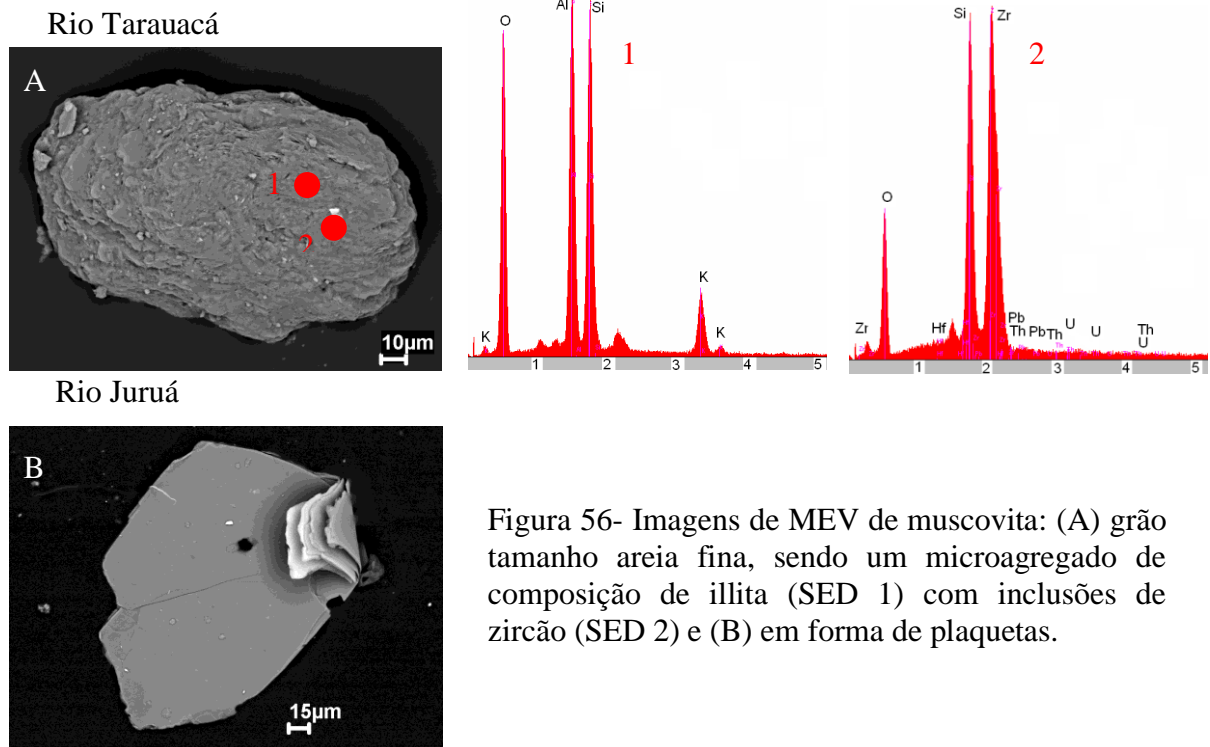 Rio Tarauacá
A
1
2
10µm
O Al Si
1
K K K
1 2 3 4 5
Si Zr
2
O
Zr Hf Pb Th Pb Th U U Th U
1 2 3 4 5
Rio Juruá
B
15µm
Figura 56- Imagens de MEV de muscovita: (A) grão
tamanho areia fina, sendo um microagregado de
composição de illita (SED 1) com inclusões de
zircão (SED 2) e (B) em forma de plaquetas.